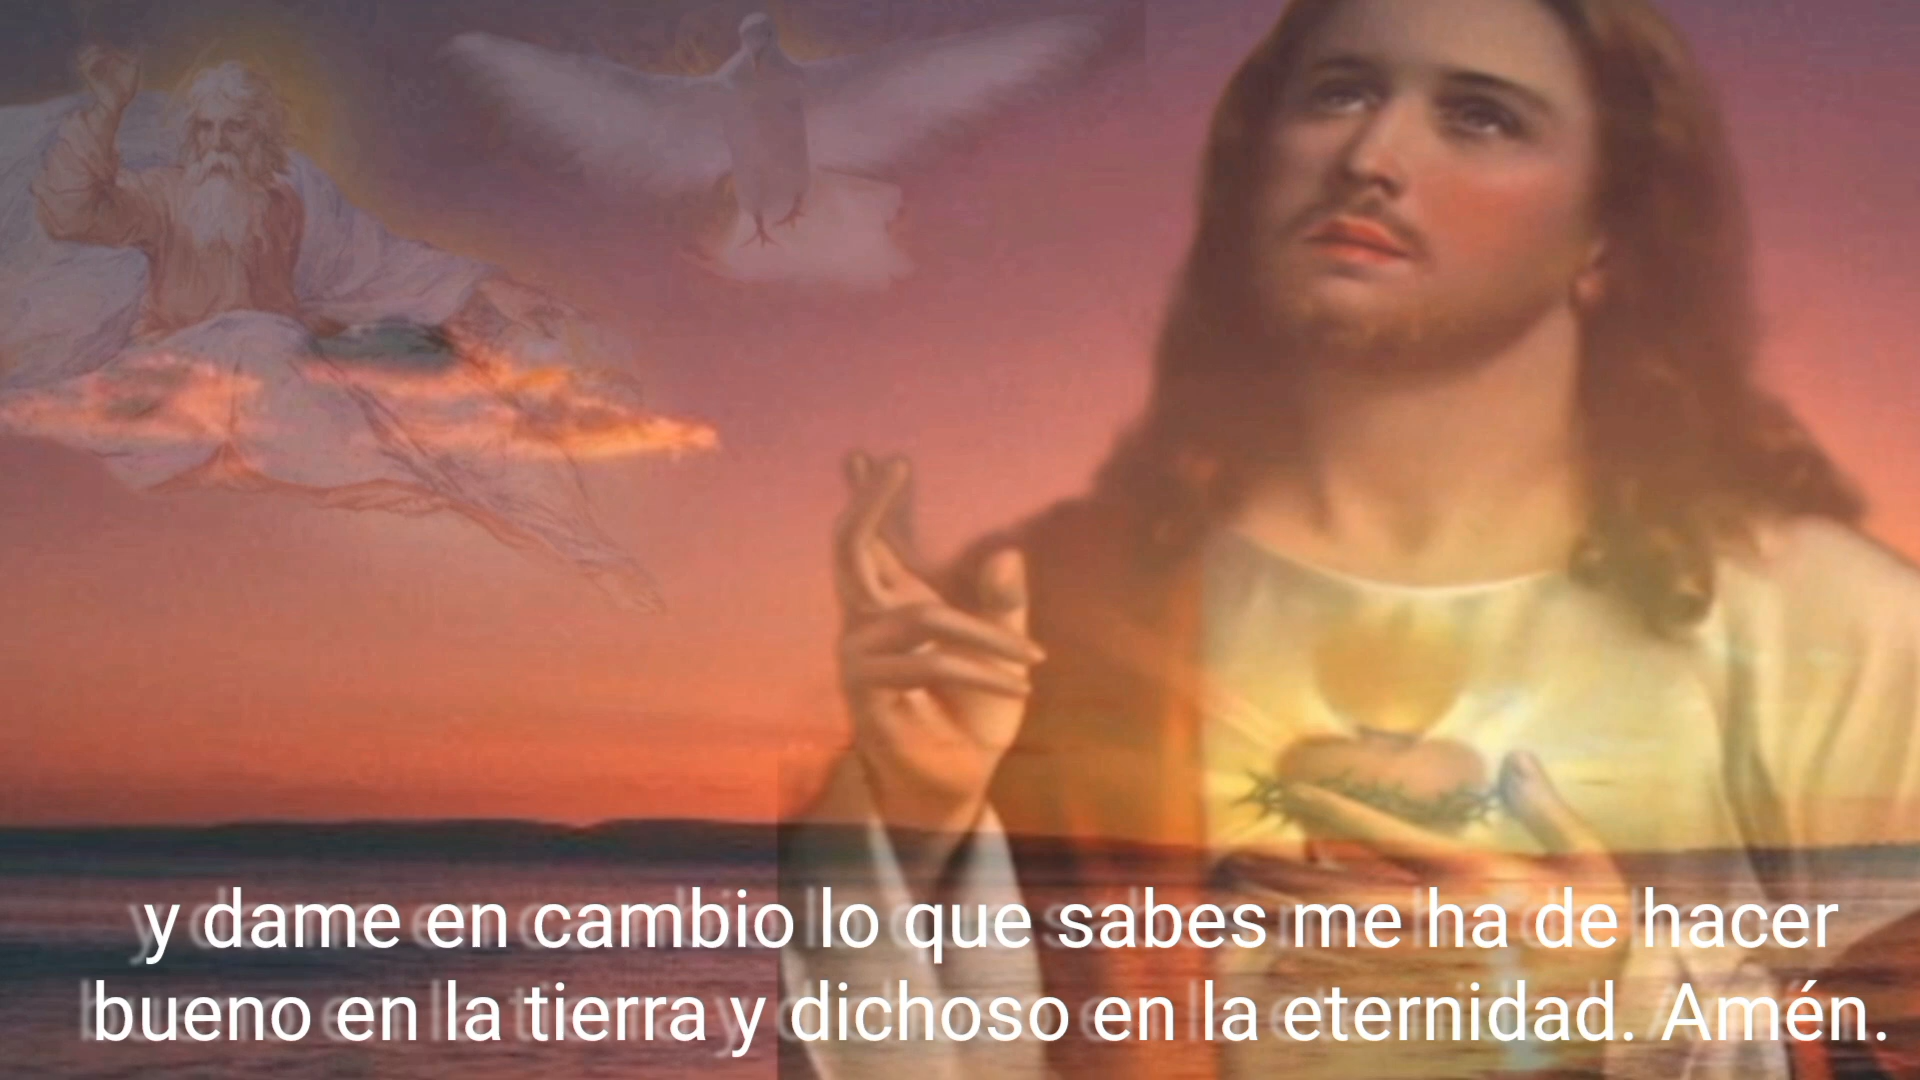 y dame en cambio lo que sabes me ha de hacer
bueno en la tierra y dichoso en la eternidad. Amén.